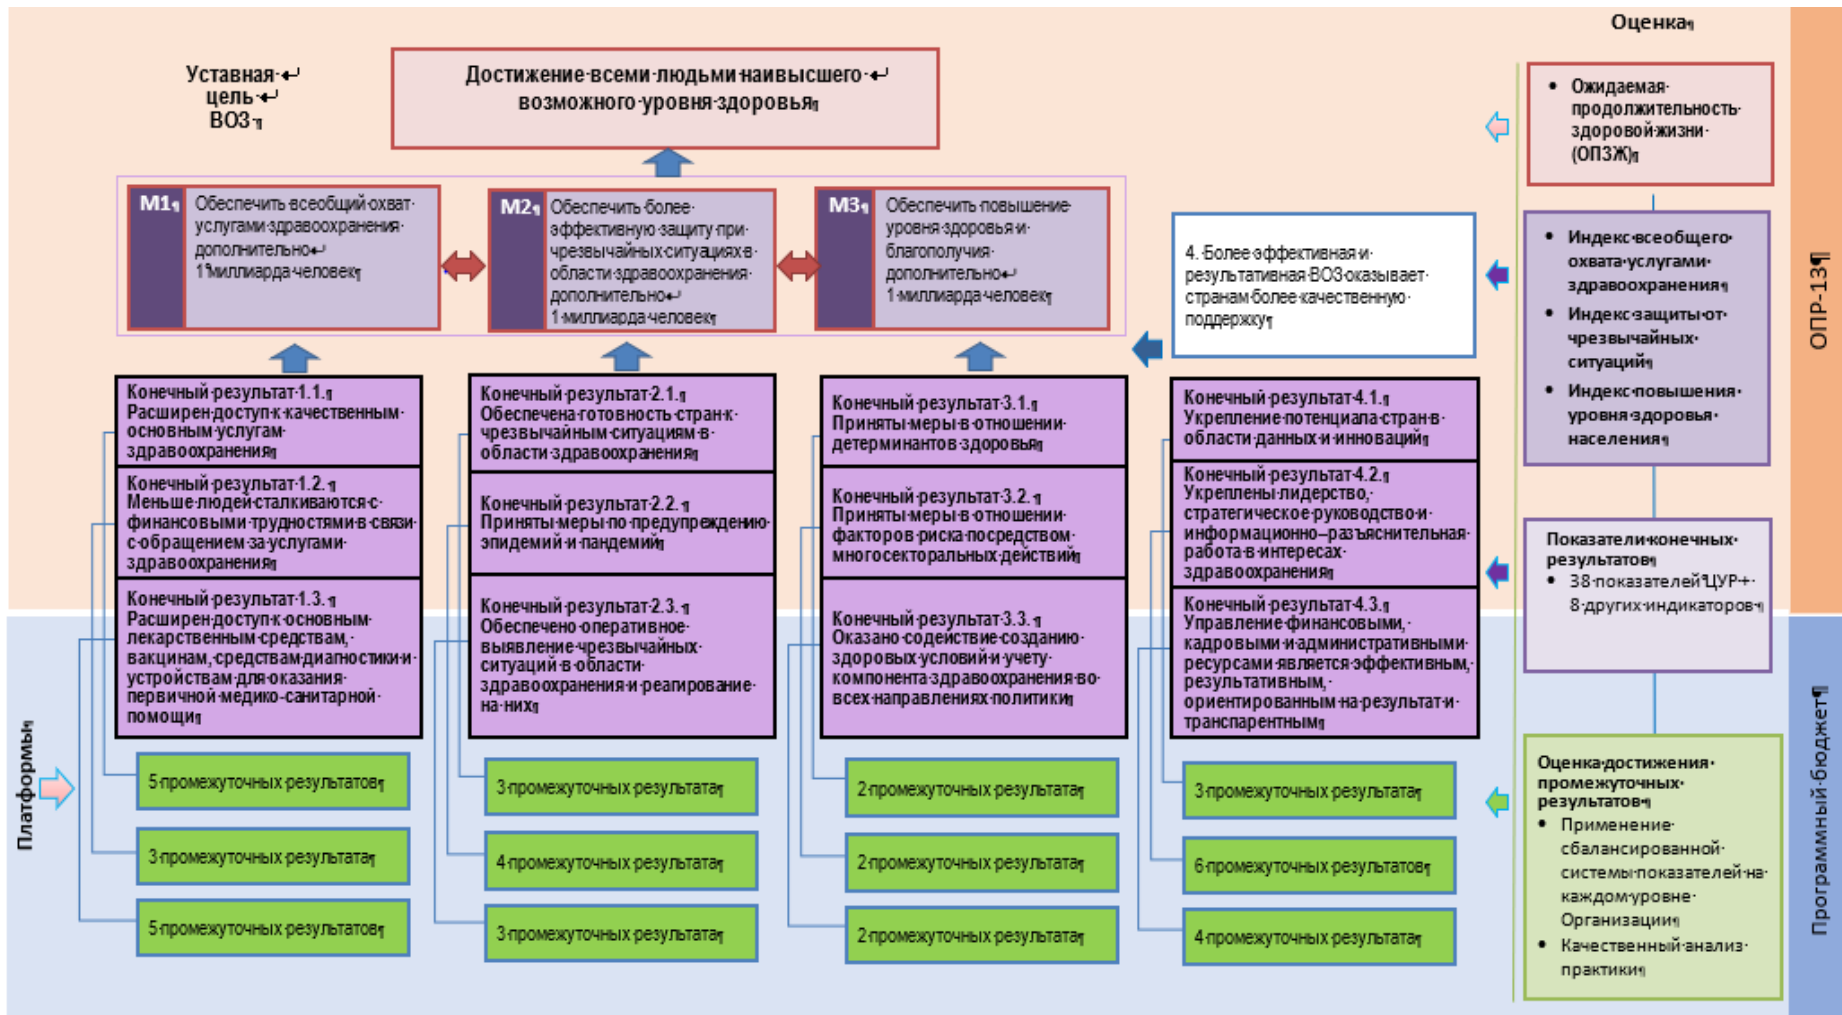 Оценка
Уставная
цель
ВОЗ
Достижение всеми людьми наивысшего
возможного уровня здоровья
• Ожидаемая
продолжительность
здоровой жизни
(ОПЗЖ)
М1
Обеспечить всеобщий охват
услугами здравоохранения
дополнительно
1 миллиарда человек
М2
Обеспечить более
эффективную защиту при
чрезвычайных ситуациях в
области здравоохранения
дополнительно
1 миллиарда человек
М3
Обеспечить повышение
уровня здоровья и
благополучия
дополнительно
1 миллиарда человек
4. Более эффективная и
результативная ВОЗ оказывает
странам более качественную
поддержку
• Индекс всеобщего
охвата услугами
здравоохранения
• Индекс защиты от
чрезвычайных
ситуаций
• Индекс повышения
уровня здоровья
населения
ОПР-13
Конечный результат 1.1.
Расширен доступ к качественным
основным услугам
здравоохранения
Конечный результат 1.2.
Меньше людей сталкиваются с
финансовыми трудностями в связи
с обращением за услугами
здравоохранения
Конечный результат 1.3.
Расширен доступ к основным
лекарственным средствам,
вакцинам, средствам диагностики и
устройствам для оказания
первичной медико-санитарной
помощи
Конечный результат 2.1.
Обеспечена готовность стран к
чрезвычайным ситуациям в
области здравоохранения
Конечный результат 2.2.
Приняты меры по предупреждению
эпидемий и пандемий
Конечный результат 2.3.
Обеспечено оперативное
выявление чрезвычайных
ситуаций в области
здравоохранения и реагирование
на них
Конечный результат 3.1.
Приняты меры в отношении
детерминантов здоровья
Конечный результат 3.2.
Приняты меры в отношении
факторов риска посредством
многосекторальных действий
Конечный результат 3.3.
Оказано содействие созданию
здоровых условий и учету
компонента здравоохранения во
всех направлениях политики
Конечный результат 4.1.
Укрепление потенциала стран в
области данных и инноваций
Конечный результат 4.2.
Укреплены лидерство,
стратегическое руководство и
информационно–разъяснительная
работа в интересах
здравоохранения
Конечный результат 4.3.
Управление финансовыми,
кадровыми и административными
ресурсами является эффективным,
результативным,
ориентированным на результат и
транспарентным
Показатели конечных
результатов
• 38 показателей ЦУР +
8 других индикаторов
Платформы
5 промежуточных результатов
3 промежуточных результата
5 промежуточных результатов
3 промежуточных результата
4 промежуточных результата
3 промежуточных результата
2 промежуточных результата
2 промежуточных результата
2 промежуточных результата
3 промежуточных результата
6 промежуточных результатов
4 промежуточных результата
Оценка достижения
промежуточных
результатов
• Применение
сбалансированной
системы показателей на
каждом уровне
Организации
• Качественный анализ
практики
Программный бюджет